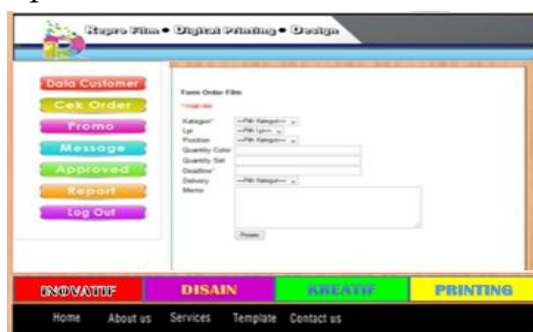 Repro Film • Digital Printing • Design
Data Customer
Cek Order
Promo
Message
Approved
Report
Log Out
Form Order Film
Kategori*
Lpi
Position
Quantity Color
Quantity Set
Deadline*
Delivery
Memo
INOVATIF
DISAIN
KREATIF
PRINTING
Home About us Services Template Contact us